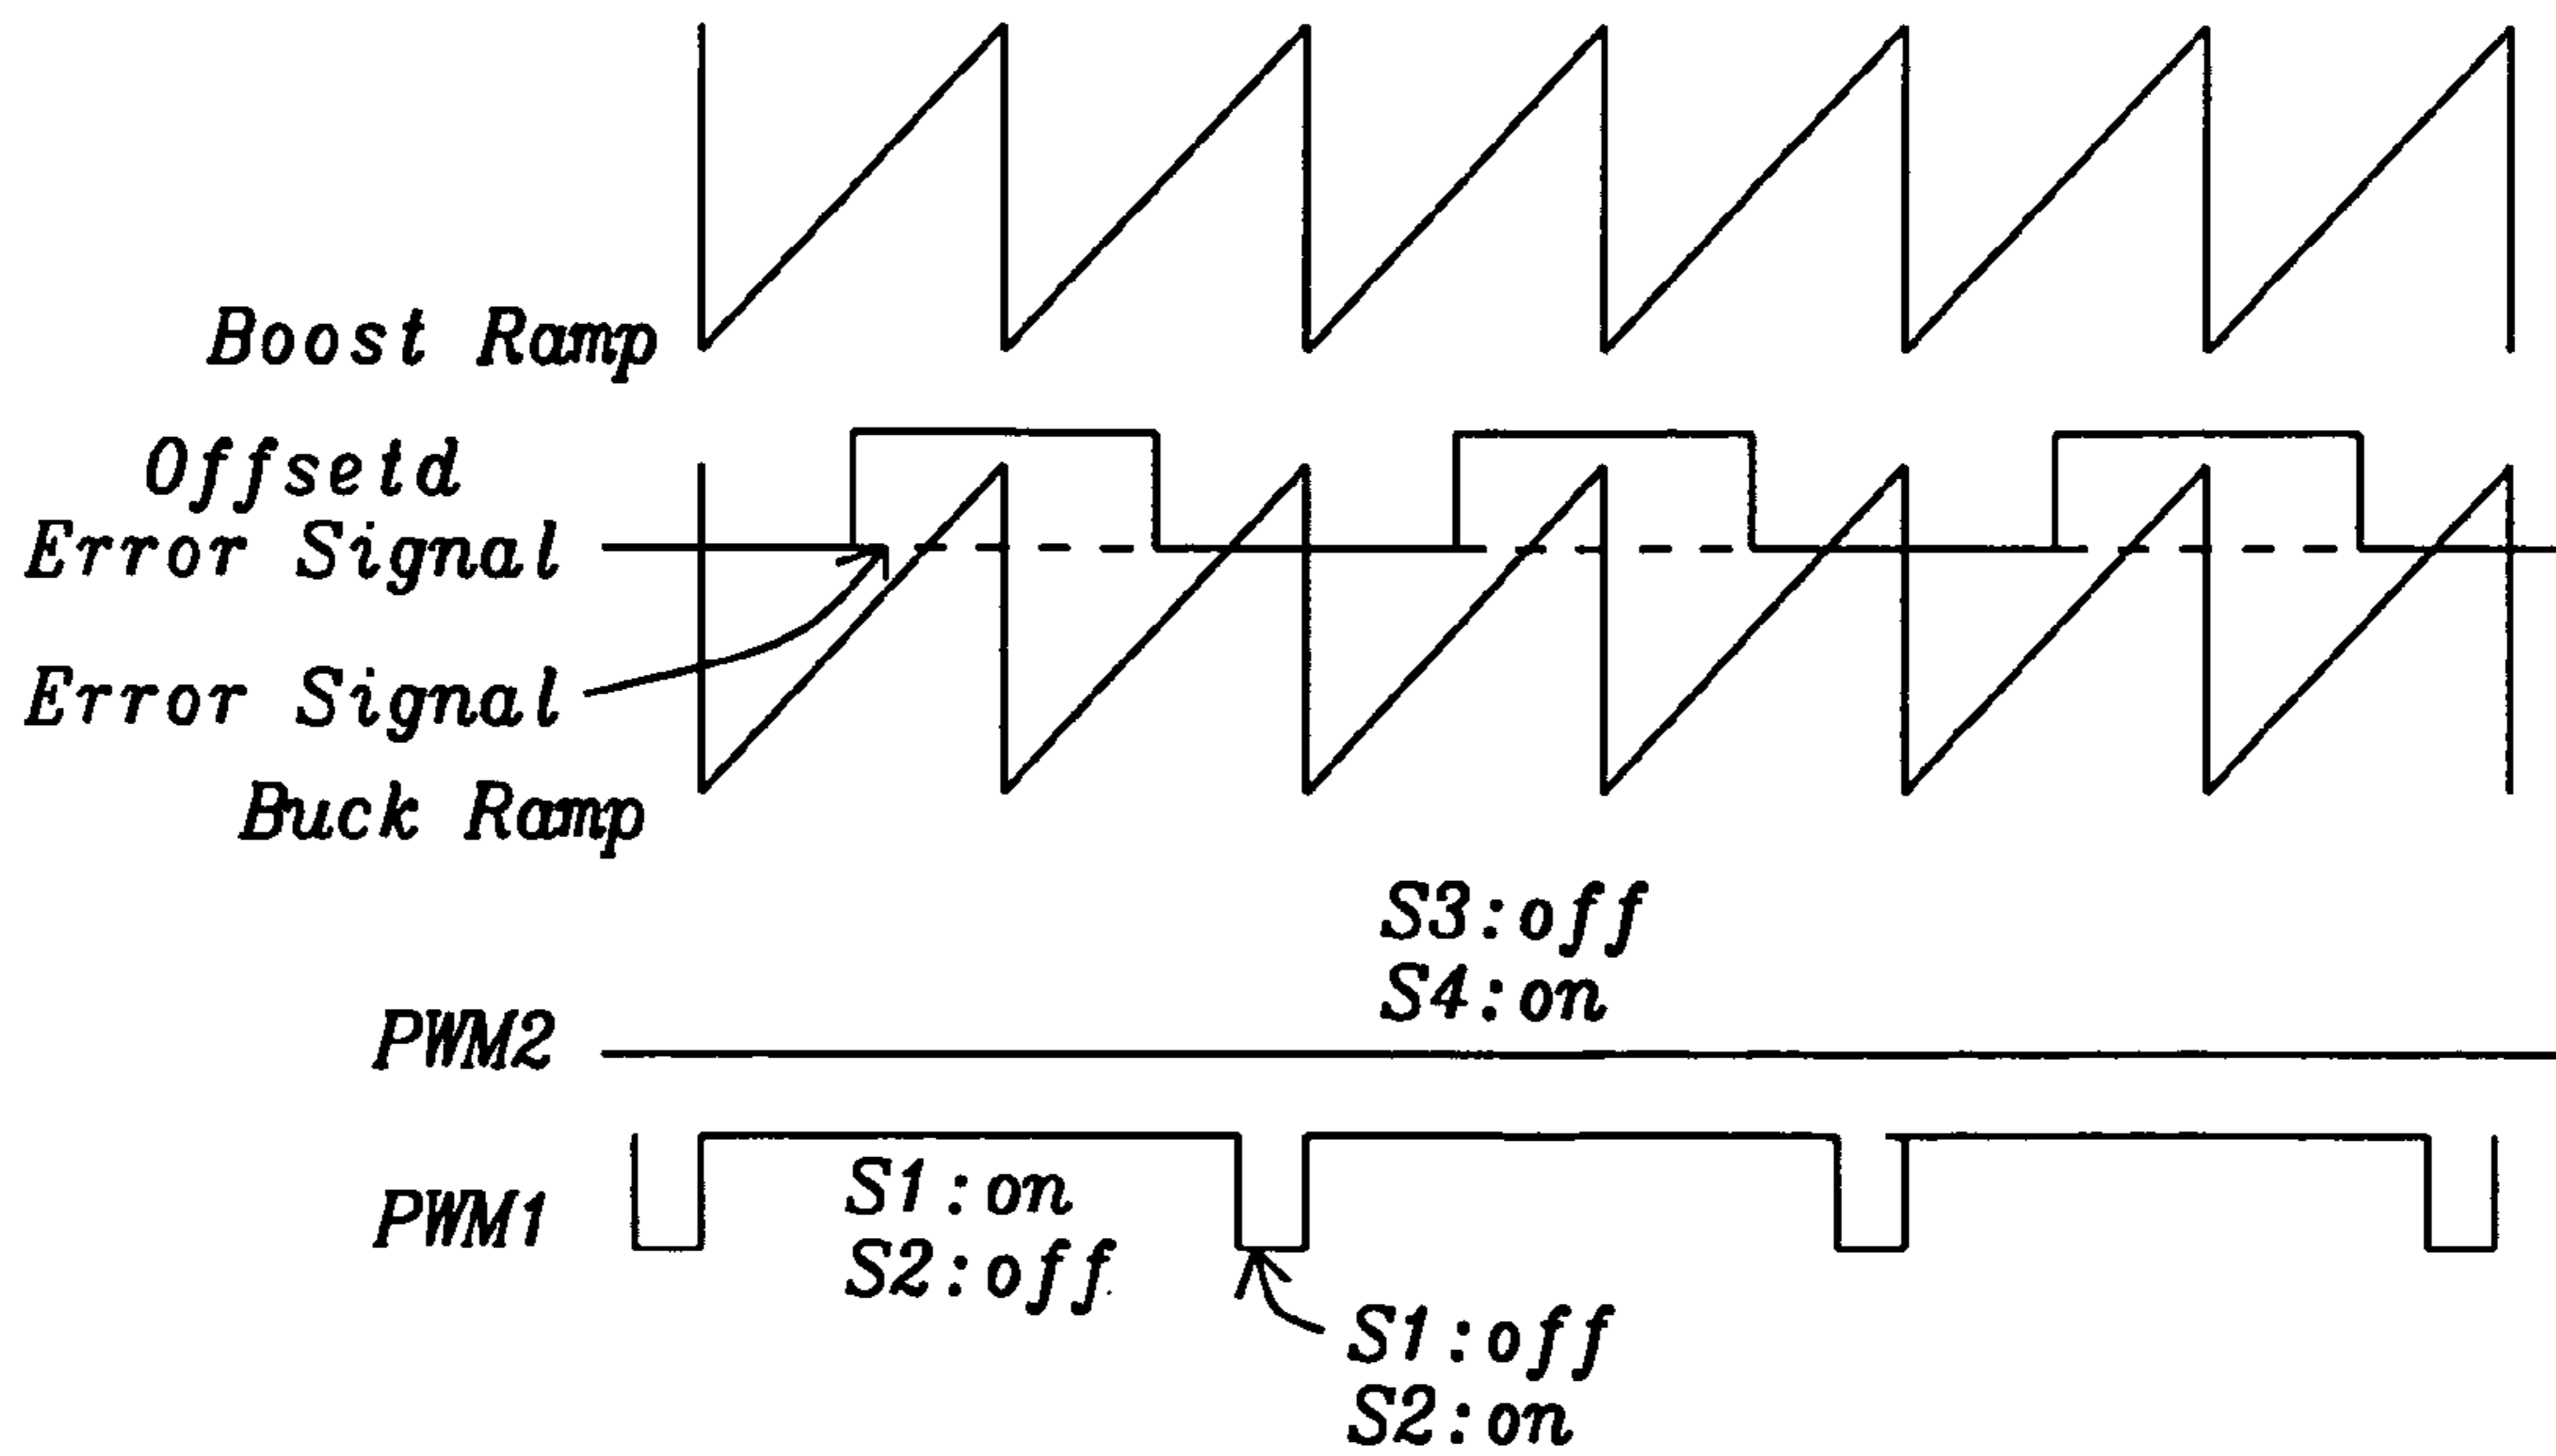 Boost Ramp
Offsetd
Error Signal
Error Signal
Buck Ramp
S3:off
S4:on
PWM2
PWM1
S1:on
S2:off
S1:off
S2:on